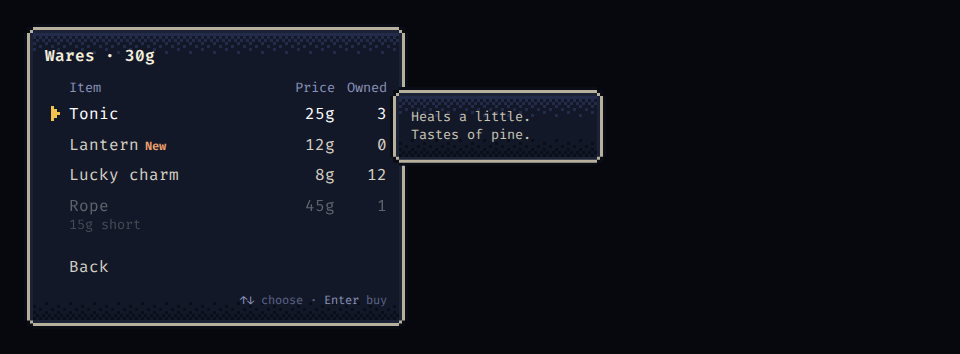 Wares · 30g
Item Price Owned
Tonic 25g 3
Lantern New 12g 0
Lucky charm 8g 12
Rope 45g 1
15g short
Back
↑↓ choose · Enter buy
Heals a little.
Tastes of pine.